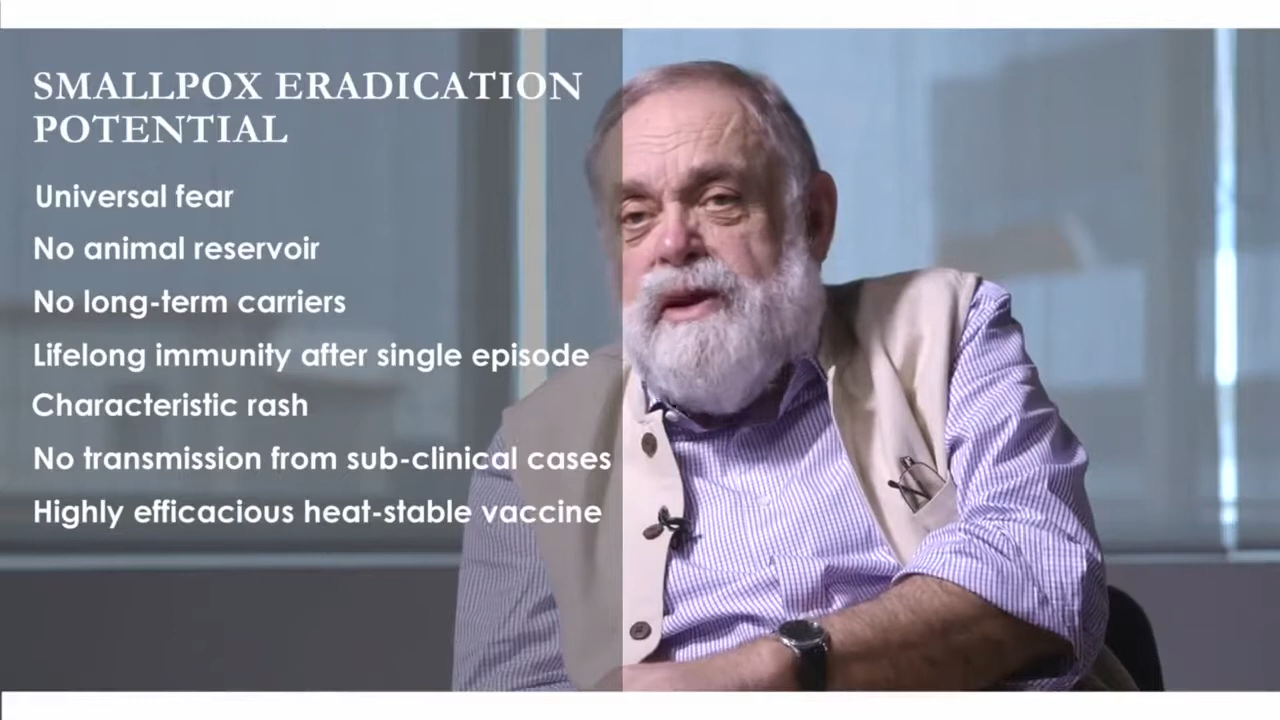 SMALLPOX ERADICATION
POTENTIAL
Universal fear
No animal reservoir
No long-term carriers
Lifelong immunity after single episode
Characteristic rash
No transmission from sub-clinical cases
Highly efficacious heat-stable vaccine